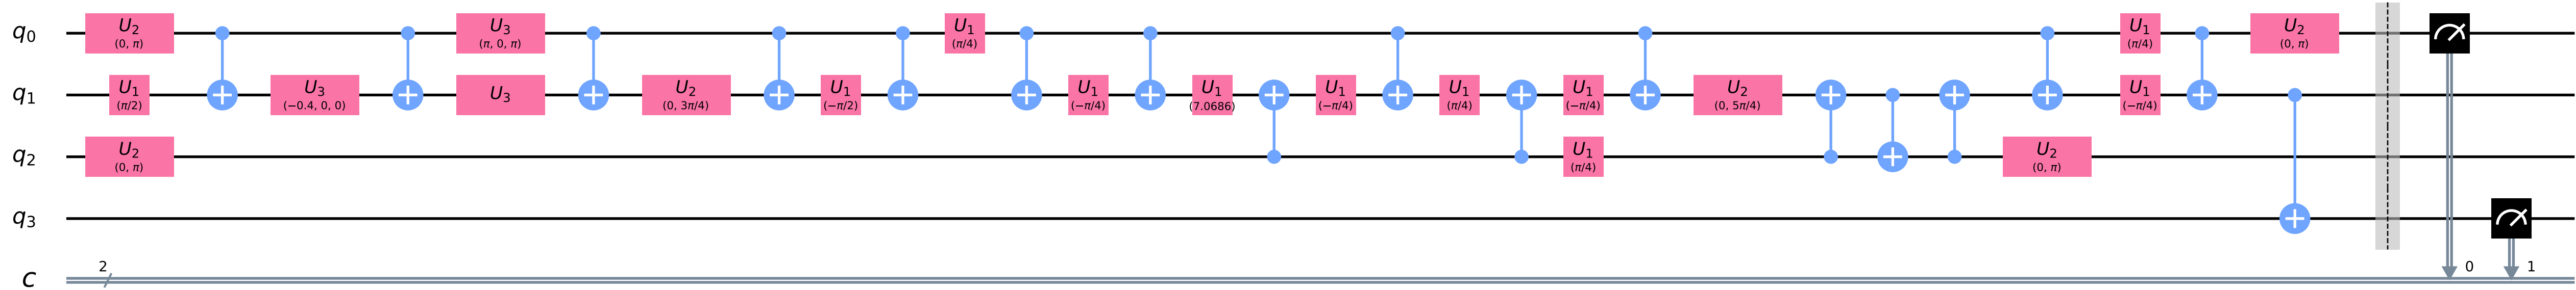 q0 U2 (0, π) U3 (π, 0, π) U1 (π/4) U1 (π/4) U2 (0, π)
q1 U1 (π/2) U3 (−0.4, 0, 0) U3 U2 (0, 3π/4) U1 (−π/2) U1 (−π/4) U1 (7.0686) U1 (−π/4) U1 (π/4) U1 (−π/4) U2 (0, 5π/4) U1 (−π/4)
q2 U2 (0, π) U1 (π/4) U2 (0, π)
q3
c 2 0 1